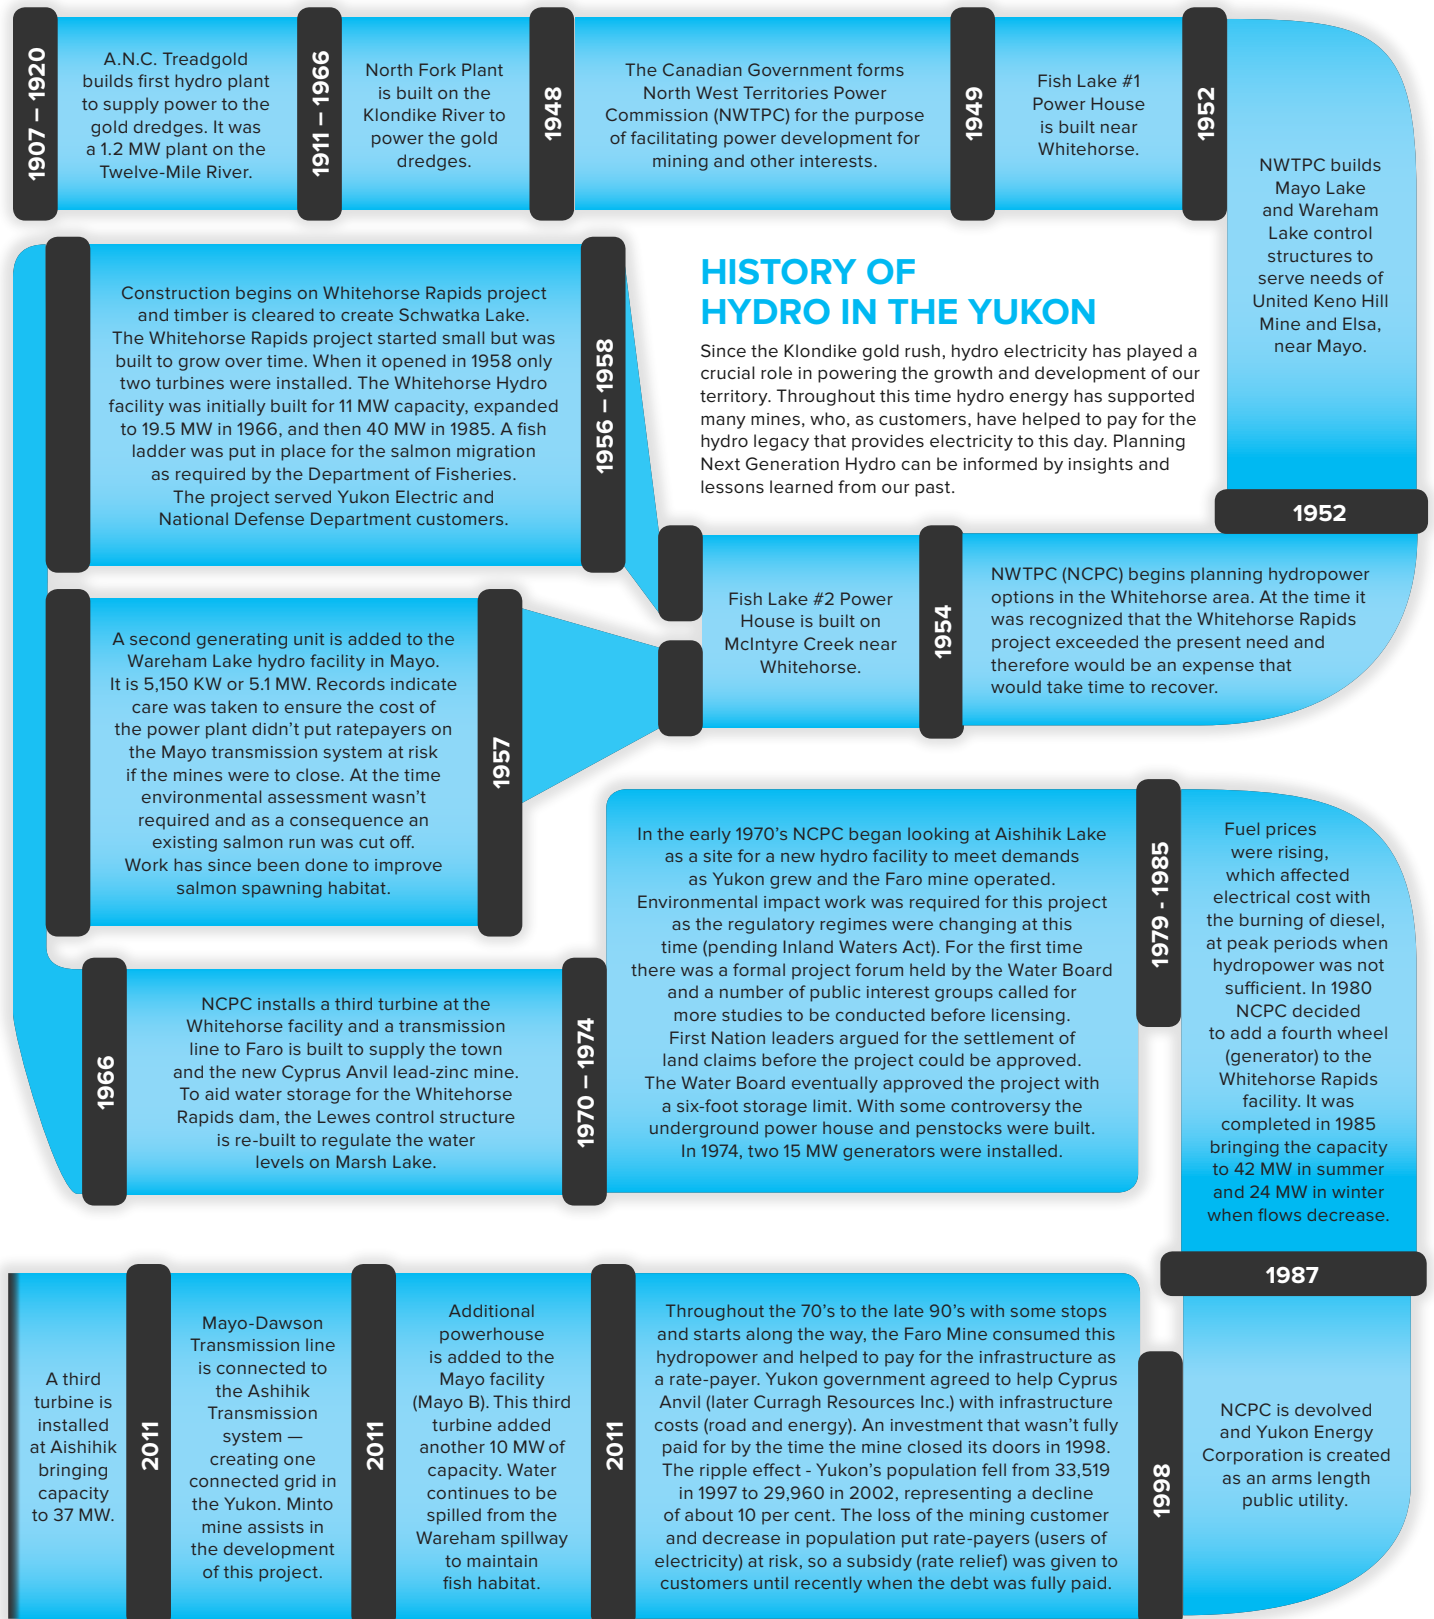 1907 – 1920
A.N.C. Treadgold
builds first hydro plant
to supply power to the
gold dredges. It was
a 1.2 MW plant on the
Twelve-Mile River.
1911 – 1966
North Fork Plant
is built on the
Klondike River to
power the gold
dredges.
1948
The Canadian Government forms
North West Territories Power
Commission (NWTPC) for the purpose
of facilitating power development for
mining and other interests.
1949
Fish Lake #1
Power House
is built near
Whitehorse.
1952
NWTPC builds
Mayo Lake
and Wareham
Lake control
structures to
serve needs of
United Keno Hill
Mine and Elsa,
near Mayo.
HISTORY OF
HYDRO IN THE YUKON
Since the Klondike gold rush, hydro electricity has played a
crucial role in powering the growth and development of our
territory. Throughout this time hydro energy has supported
many mines, who, as customers, have helped to pay for the
hydro legacy that provides electricity to this day. Planning
Next Generation Hydro can be informed by insights and
lessons learned from our past.
1952
NWTPC (NCPC) begins planning hydropower
options in the Whitehorse area. At the time it
was recognized that the Whitehorse Rapids
project exceeded the present need and
therefore would be an expense that
would take time to recover.
1954
Fish Lake #2 Power
House is built on
McIntyre Creek near
Whitehorse.
1956 – 1958
Construction begins on Whitehorse Rapids project
and timber is cleared to create Schwatka Lake.
The Whitehorse Rapids project started small but was
built to grow over time. When it opened in 1958 only
two turbines were installed. The Whitehorse Hydro
facility was initially built for 11 MW capacity, expanded
to 19.5 MW in 1966, and then 40 MW in 1985. A fish
ladder was put in place for the salmon migration
as required by the Department of Fisheries.
The project served Yukon Electric and
National Defense Department customers.
1957
A second generating unit is added to the
Wareham Lake hydro facility in Mayo.
It is 5,150 KW or 5.1 MW. Records indicate
care was taken to ensure the cost of
the power plant didn't put ratepayers on
the Mayo transmission system at risk
if the mines were to close. At the time
environmental assessment wasn't
required and as a consequence an
existing salmon run was cut off.
Work has since been done to improve
salmon spawning habitat.
1966
NCPC installs a third turbine at the
Whitehorse facility and a transmission
line to Faro is built to supply the town
and the new Cyprus Anvil lead-zinc mine.
To aid water storage for the Whitehorse
Rapids dam, the Lewes control structure
is re-built to regulate the water
levels on Marsh Lake.
1970 – 1974
In the early 1970's NCPC began looking at Aishihik Lake
as a site for a new hydro facility to meet demands
as Yukon grew and the Faro mine operated.
Environmental impact work was required for this project
as the regulatory regimes were changing at this
time (pending Inland Waters Act). For the first time
there was a formal project forum held by the Water Board
and a number of public interest groups called for
more studies to be conducted before licensing.
First Nation leaders argued for the settlement of
land claims before the project could be approved.
The Water Board eventually approved the project with
a six-foot storage limit. With some controversy the
underground power house and penstocks were built.
In 1974, two 15 MW generators were installed.
1979 - 1985
Fuel prices
were rising,
which affected
electrical cost with
the burning of diesel,
at peak periods when
hydropower was not
sufficient. In 1980
NCPC decided
to add a fourth wheel
(generator) to the
Whitehorse Rapids
facility. It was
completed in 1985
bringing the capacity
to 42 MW in summer
and 24 MW in winter
when flows decrease.
1987
NCPC is devolved
and Yukon Energy
Corporation is created
as an arms length
public utility.
1998
Throughout the 70's to the late 90's with some stops
and starts along the way, the Faro Mine consumed this
hydropower and helped to pay for the infrastructure as
a rate-payer. Yukon government agreed to help Cyprus
Anvil (later Curragh Resources Inc.) with infrastructure
costs (road and energy). An investment that wasn't fully
paid for by the time the mine closed its doors in 1998.
The ripple effect - Yukon's population fell from 33,519
in 1997 to 29,960 in 2002, representing a decline
of about 10 per cent. The loss of the mining customer
and decrease in population put rate-payers (users of
electricity) at risk, so a subsidy (rate relief) was given to
customers until recently when the debt was fully paid.
2011
Additional
powerhouse
is added to the
Mayo facility
(Mayo B). This third
turbine added
another 10 MW of
capacity. Water
continues to be
spilled from the
Wareham spillway
to maintain
fish habitat.
2011
Mayo-Dawson
Transmission line
is connected to
the Ashihik
Transmission
system —
creating one
connected grid in
the Yukon. Minto
mine assists in
the development
of this project.
2011
A third
turbine is
installed
at Aishihik
bringing
capacity
to 37 MW.